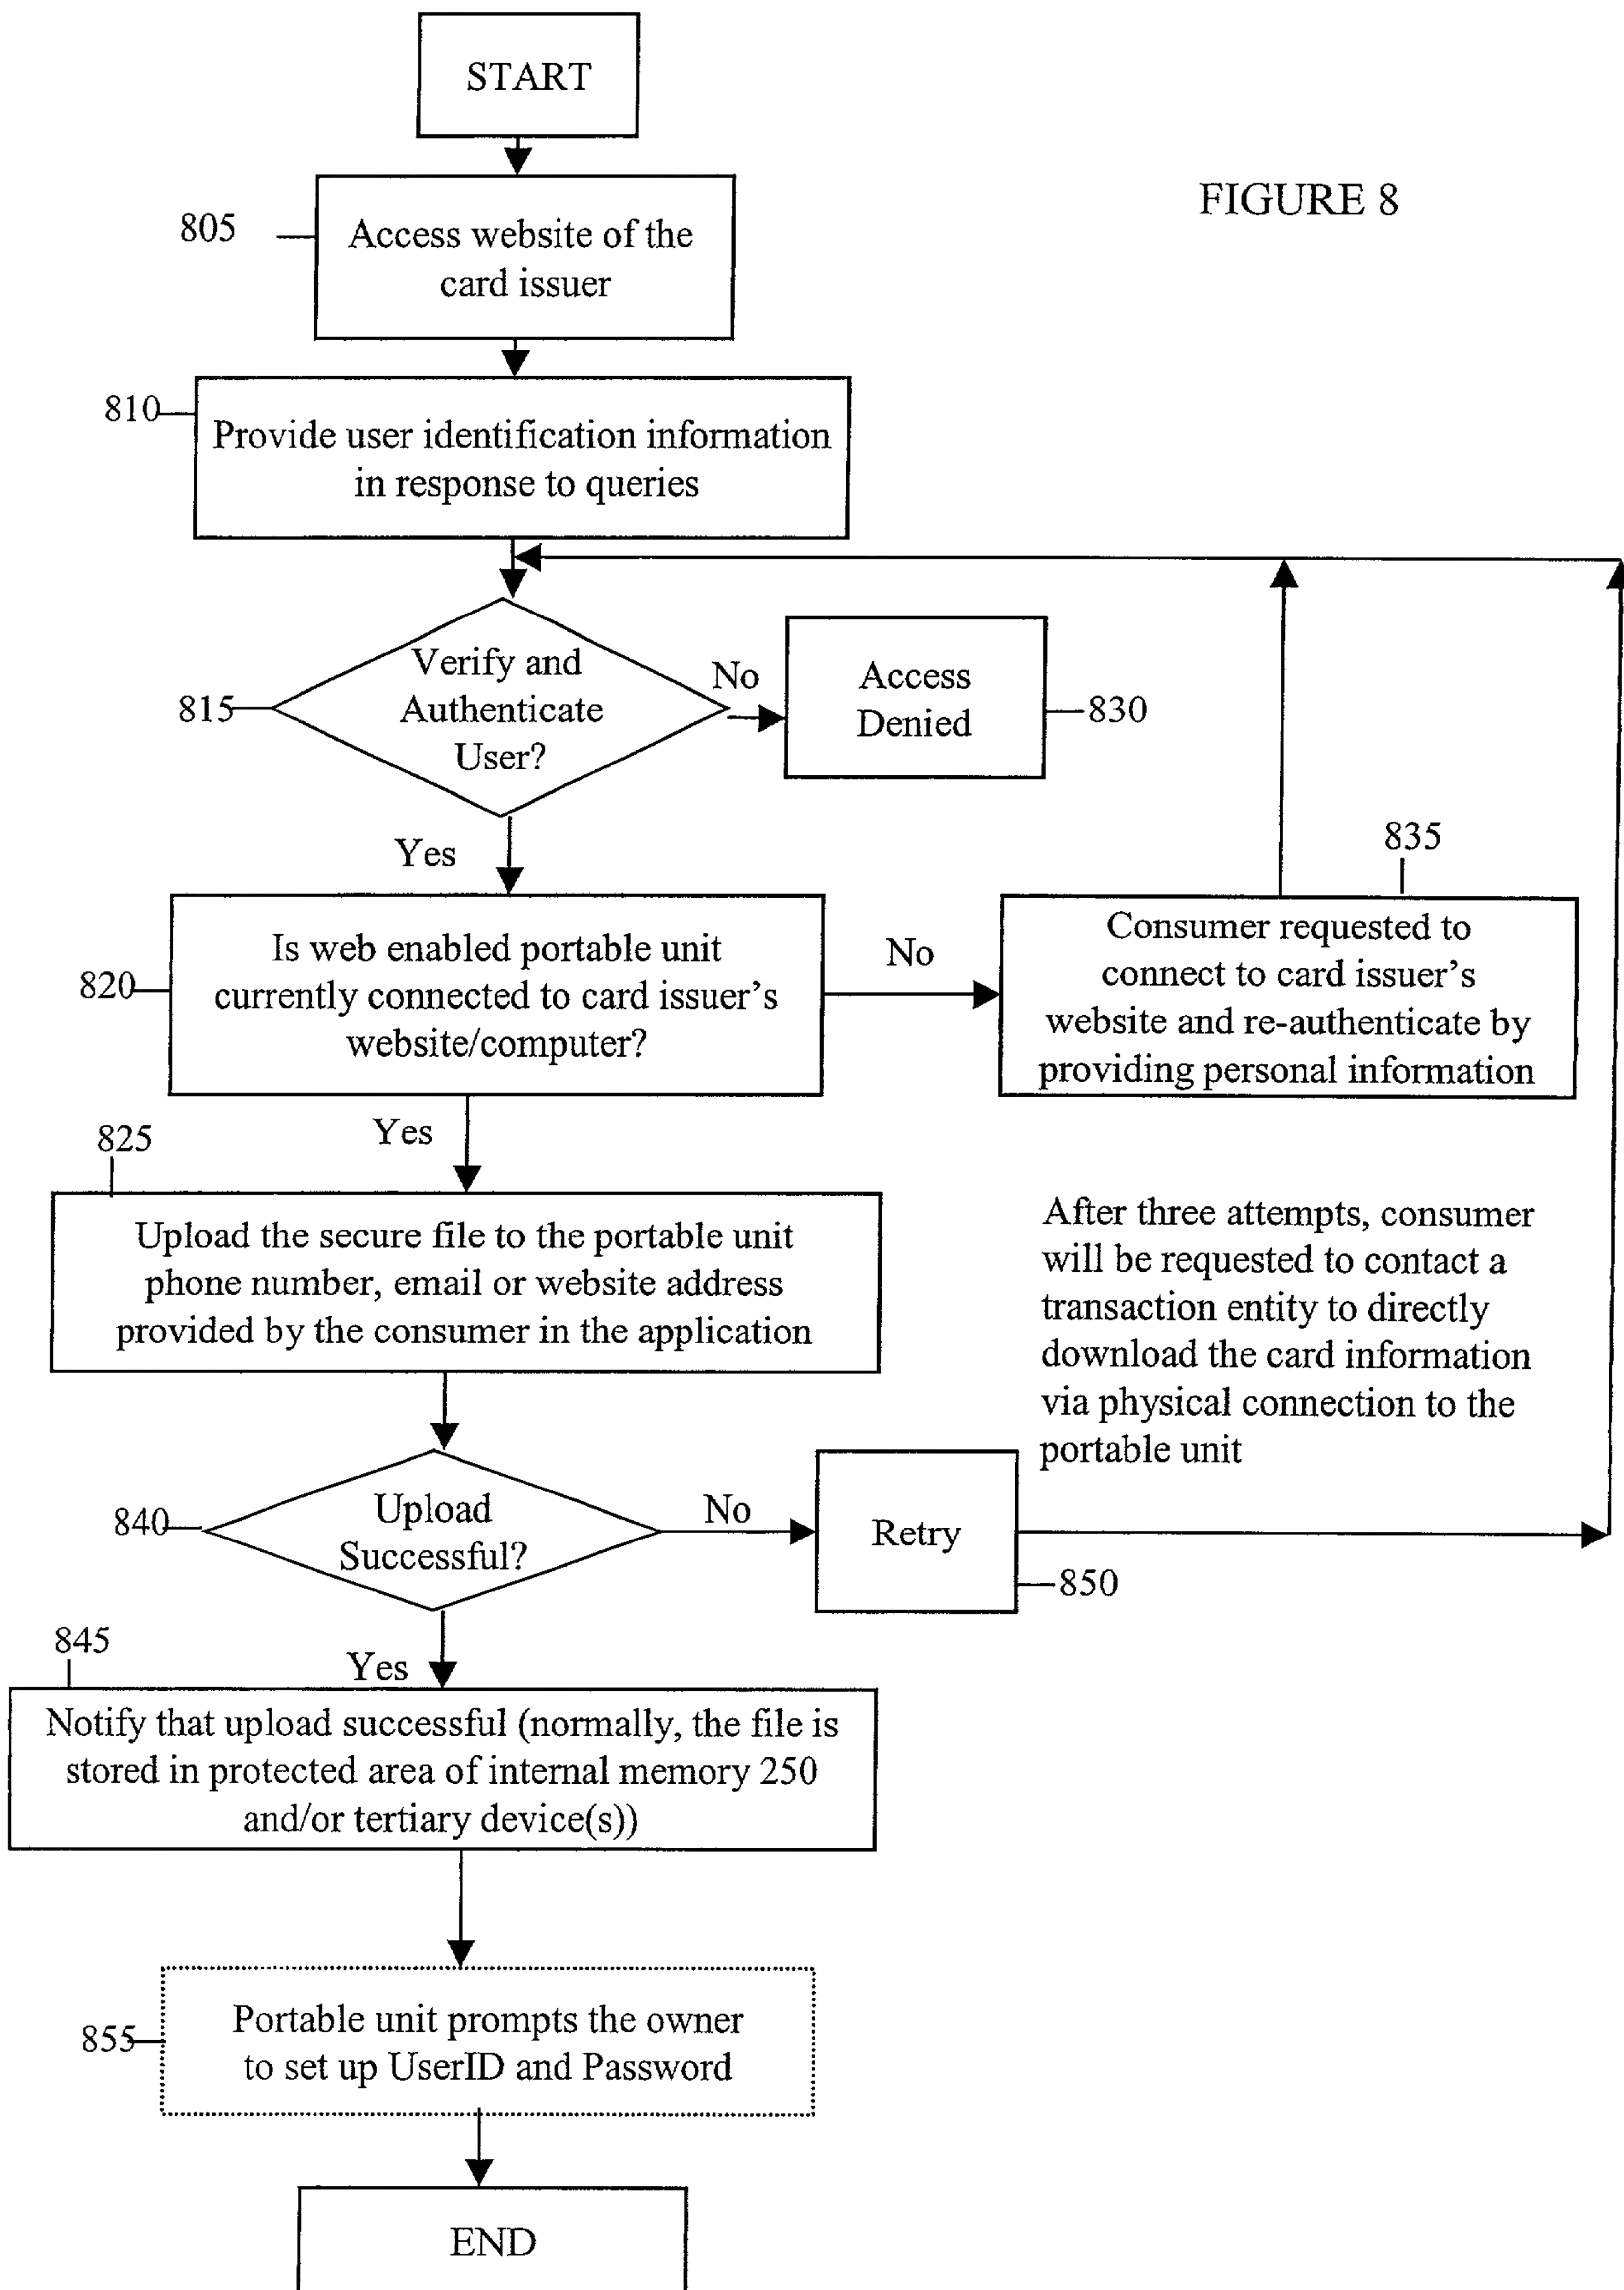 START
FIGURE 8
805
Access website of the
card issuer
810
Provide user identification information
in response to queries
815
Verify and
Authenticate
User?
No
Access
Denied
830
Yes
835
820
Is web enabled portable unit
currently connected to card issuer's
website/computer?
No
Consumer requested to
connect to card issuer's
website and re-authenticate by
providing personal information
Yes
825
Upload the secure file to the portable unit
phone number, email or website address
provided by the consumer in the application
After three attempts, consumer
will be requested to contact a
transaction entity to directly
download the card information
via physical connection to the
portable unit
840
Upload
Successful?
No
Retry
850
845
Yes
Notify that upload successful (normally, the file is
stored in protected area of internal memory 250
and/or tertiary device(s))
855
Portable unit prompts the owner
to set up UserID and Password
END